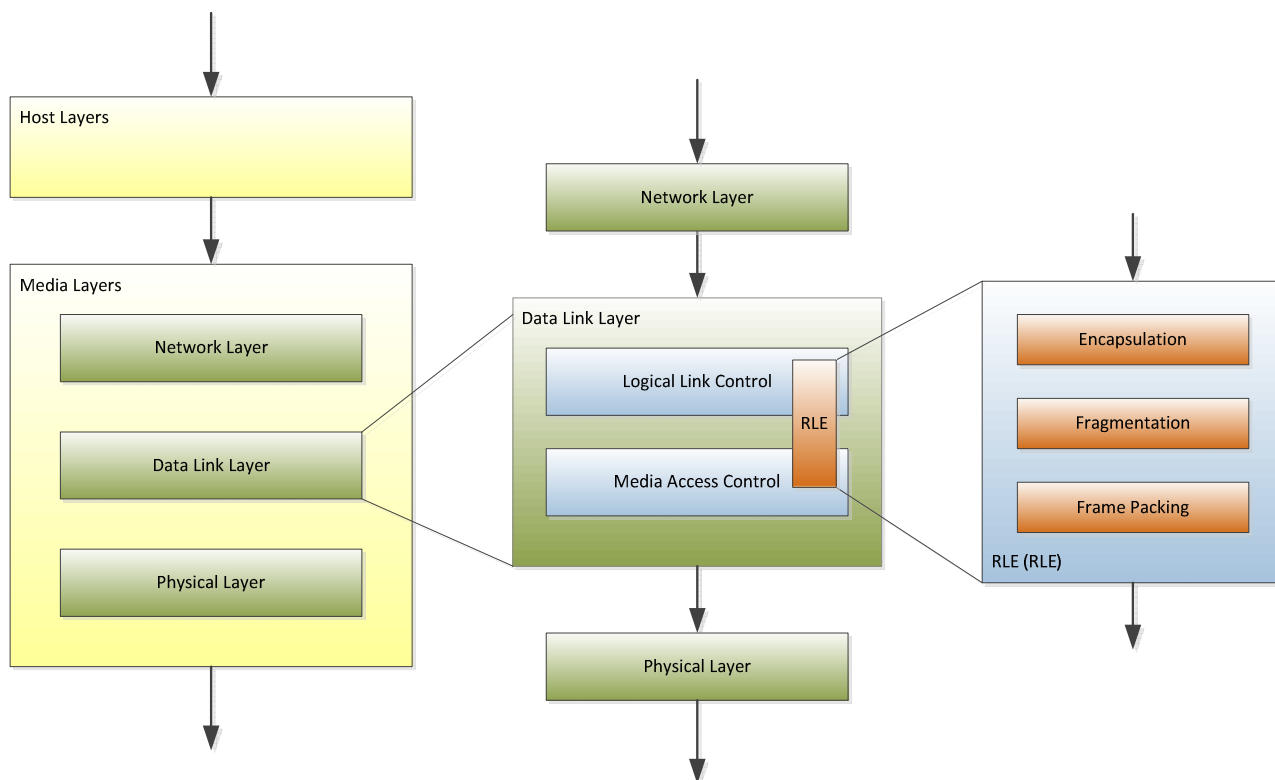 Host Layers
Media Layers
Network Layer
Data Link Layer
Physical Layer
Network Layer
Data Link Layer
Logical Link Control
RLE
Media Access Control
Physical Layer
Encapsulation
Fragmentation
Frame Packing
RLE (RLE)